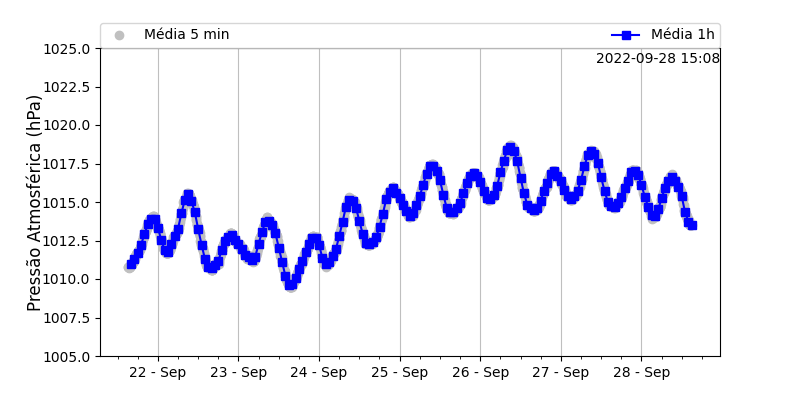 Média 5 min
Média 1h
2022-09-28 15:08
Pressão Atmosférica (hPa)
1025.0
1022.5
1020.0
1017.5
1015.0
1012.5
1010.0
1007.5
1005.0
22 - Sep
23 - Sep
24 - Sep
25 - Sep
26 - Sep
27 - Sep
28 - Sep